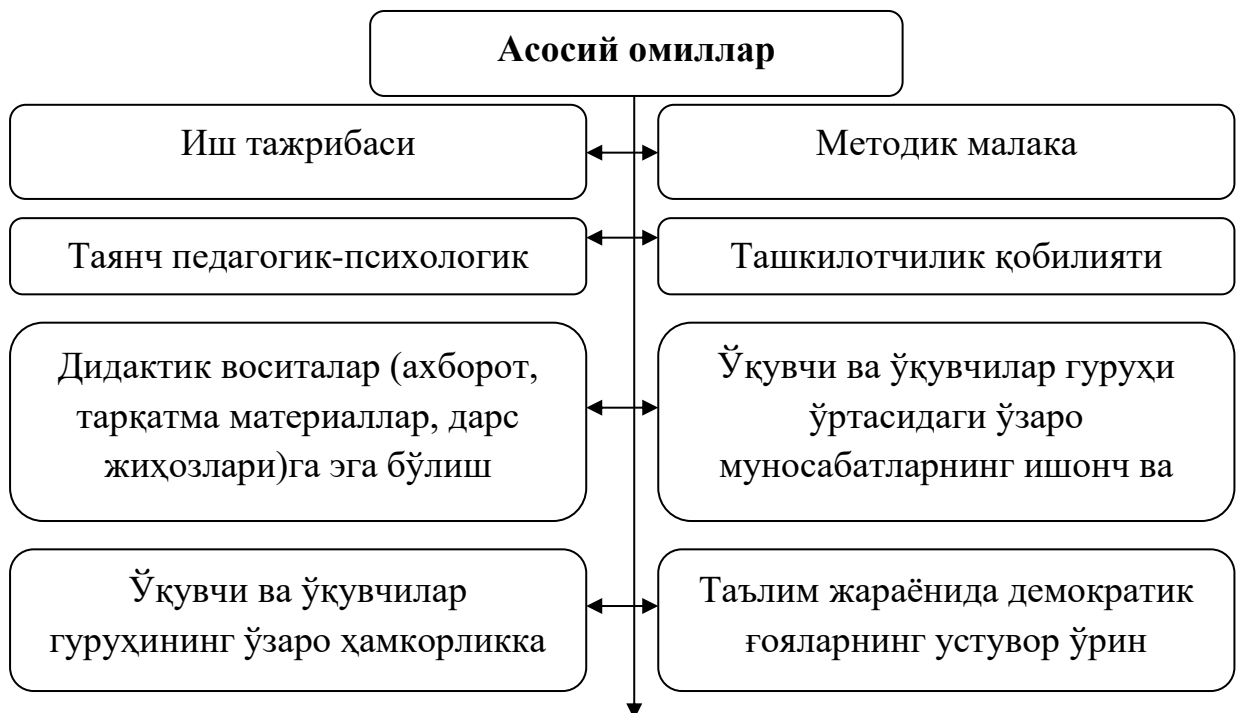 Асосий омиллар
Иш тажрибаси
Методик малака
Таянч педагогик-психологик
Ташкилотчилик қобилияти
Дидактик воситалар (ахборот,
тарқатма материаллар, дарс
жиҳозлари)га эга бўлиш
Ўқувчи ва ўқувчилар гуруҳи
ўртасидаги ўзаро
муносабатларнинг ишонч ва
Ўқувчи ва ўқувчилар
гуруҳининг ўзаро ҳамкорликка
Таълим жараёнида демократик
ғояларнинг устувор ўрин